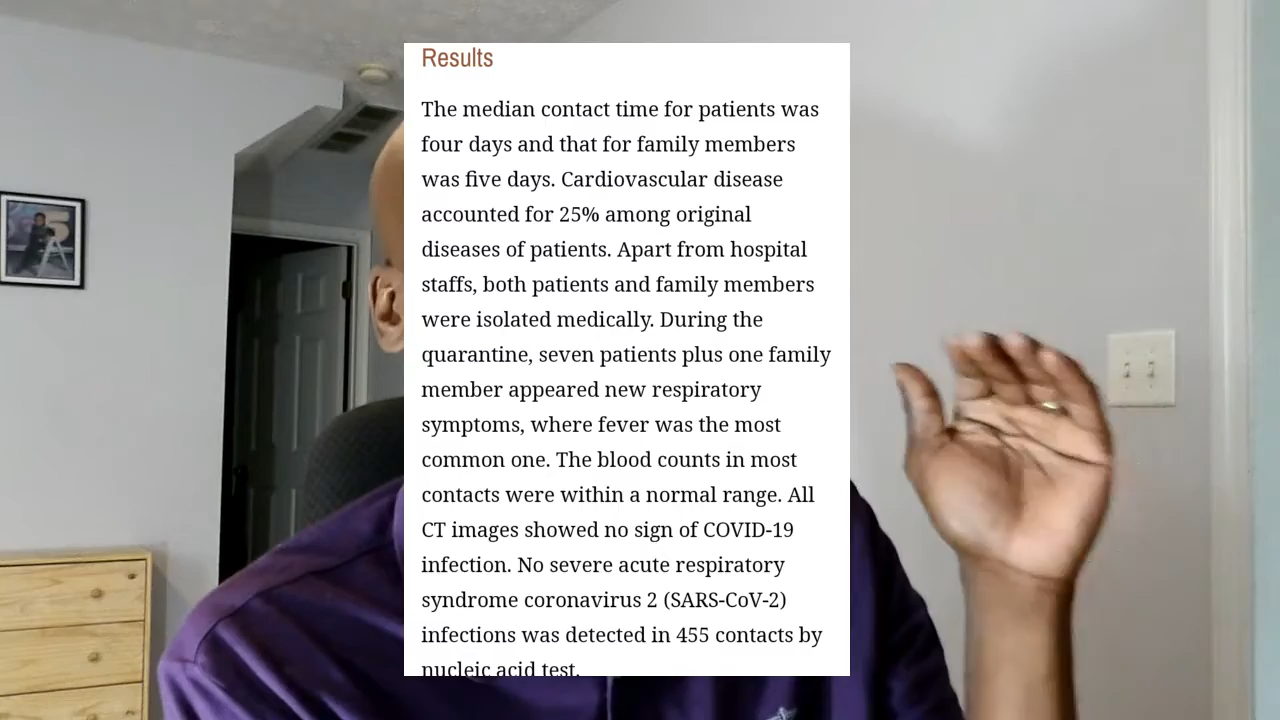 Results
The median contact time for patients was
four days and that for family members
was five days. Cardiovascular disease
accounted for 25% among original
diseases of patients. Apart from hospital
staffs, both patients and family members
were isolated medically. During the
quarantine, seven patients plus one family
member appeared new respiratory
symptoms, where fever was the most
common one. The blood counts in most
contacts were within a normal range. All
CT images showed no sign of COVID-19
infection. No severe acute respiratory
syndrome coronavirus 2 (SARS-CoV-2)
infections was detected in 455 contacts by
nucleic acid test.